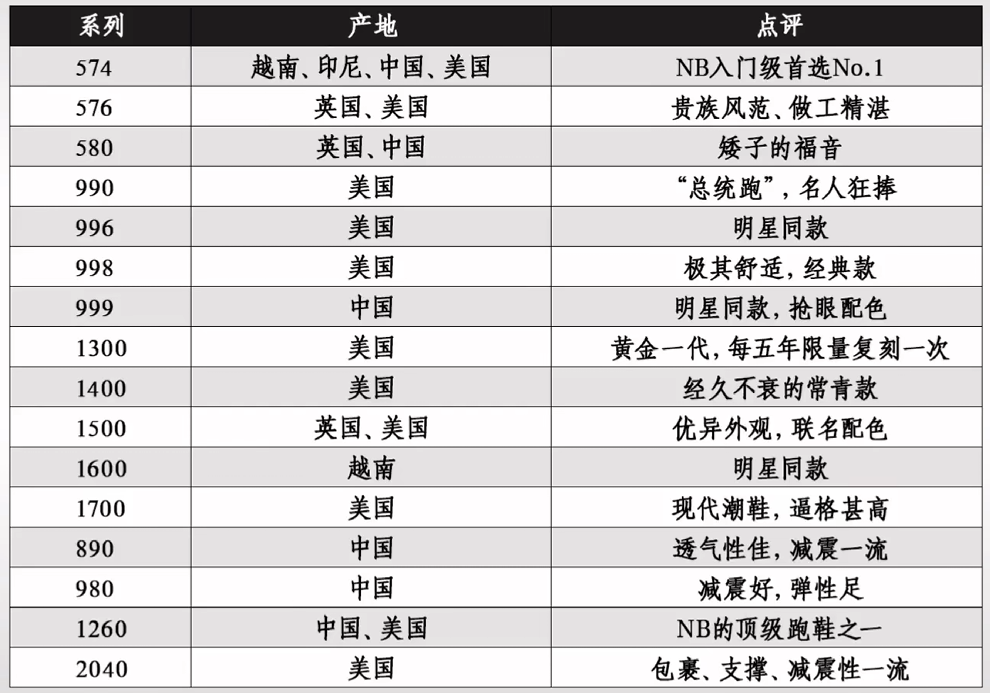 系列 产地 点评
574 越南、印尼、中国、美国 NB入门级首选No.1
576 英国、美国 贵族风范、做工精湛
580 英国、中国 矮子的福音
990 美国 “总统跑”,名人狂捧
996 美国 明星同款
998 美国 极其舒适,经典款
999 中国 明星同款,抢眼配色
1300 美国 黄金一代,每五年限量复刻一次
1400 美国 经久不衰的常青款
1500 英国、美国 优异外观,联名配色
1600 越南 明星同款
1700 美国 现代潮鞋,逼格甚高
890 中国 透气性佳,减震一流
980 中国 减震好,弹性足
1260 中国、美国 NB的顶级跑鞋之一
2040 美国 包裹、支撑、减震性一流